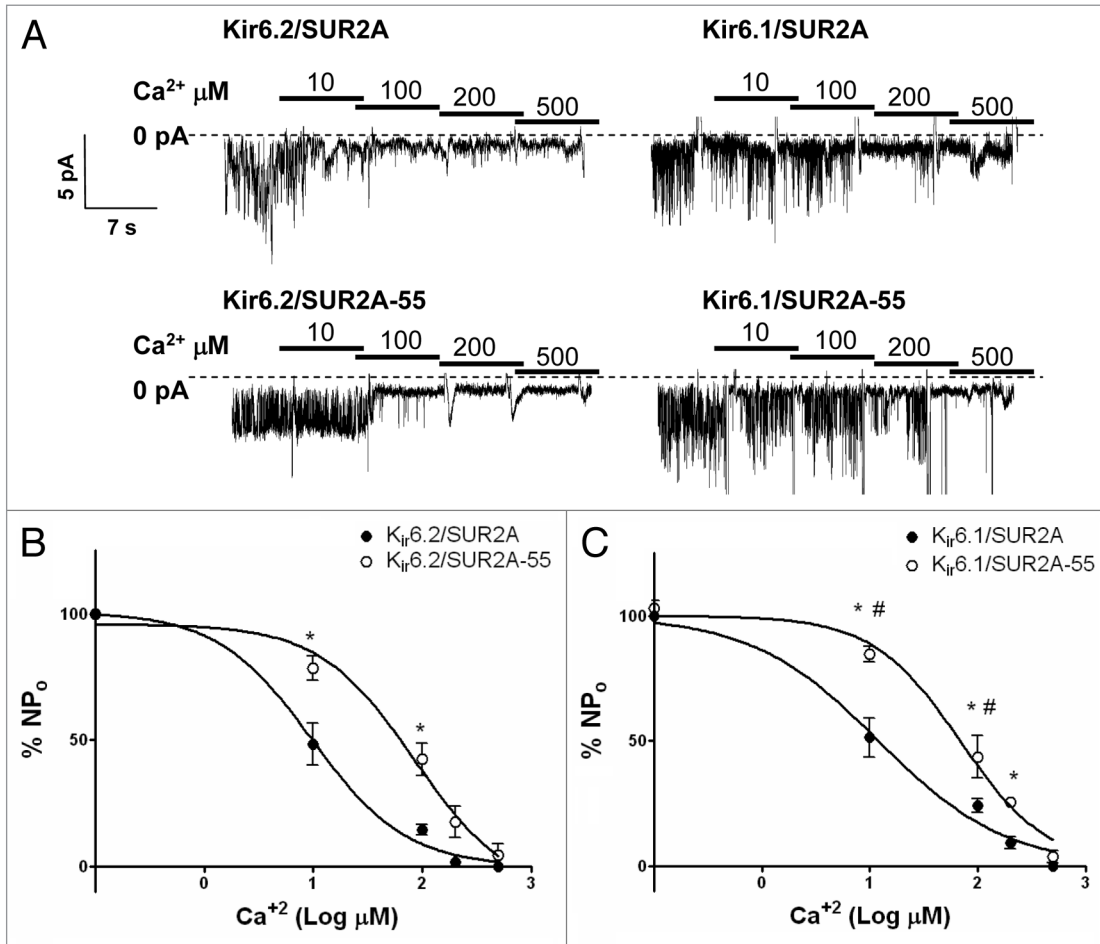 A
Kir6.2/SUR2A
Kir6.1/SUR2A
Ca²⁺ μM
10
100
200
500
10
100
200
500
0 pA
5 pA
7 s
Kir6.2/SUR2A-55
Kir6.1/SUR2A-55
Ca²⁺ μM
10
100
200
500
10
100
200
500
0 pA
B
● Kir6.2/SUR2A
○ Kir6.2/SUR2A-55
100
50
0
% NPo
*
*
0 1 2 3
Ca⁺² (Log μM)
C
● Kir6.1/SUR2A
○ Kir6.1/SUR2A-55
100
50
0
% NPo
* #
* #
*
0 1 2 3
Ca⁺² (Log μM)